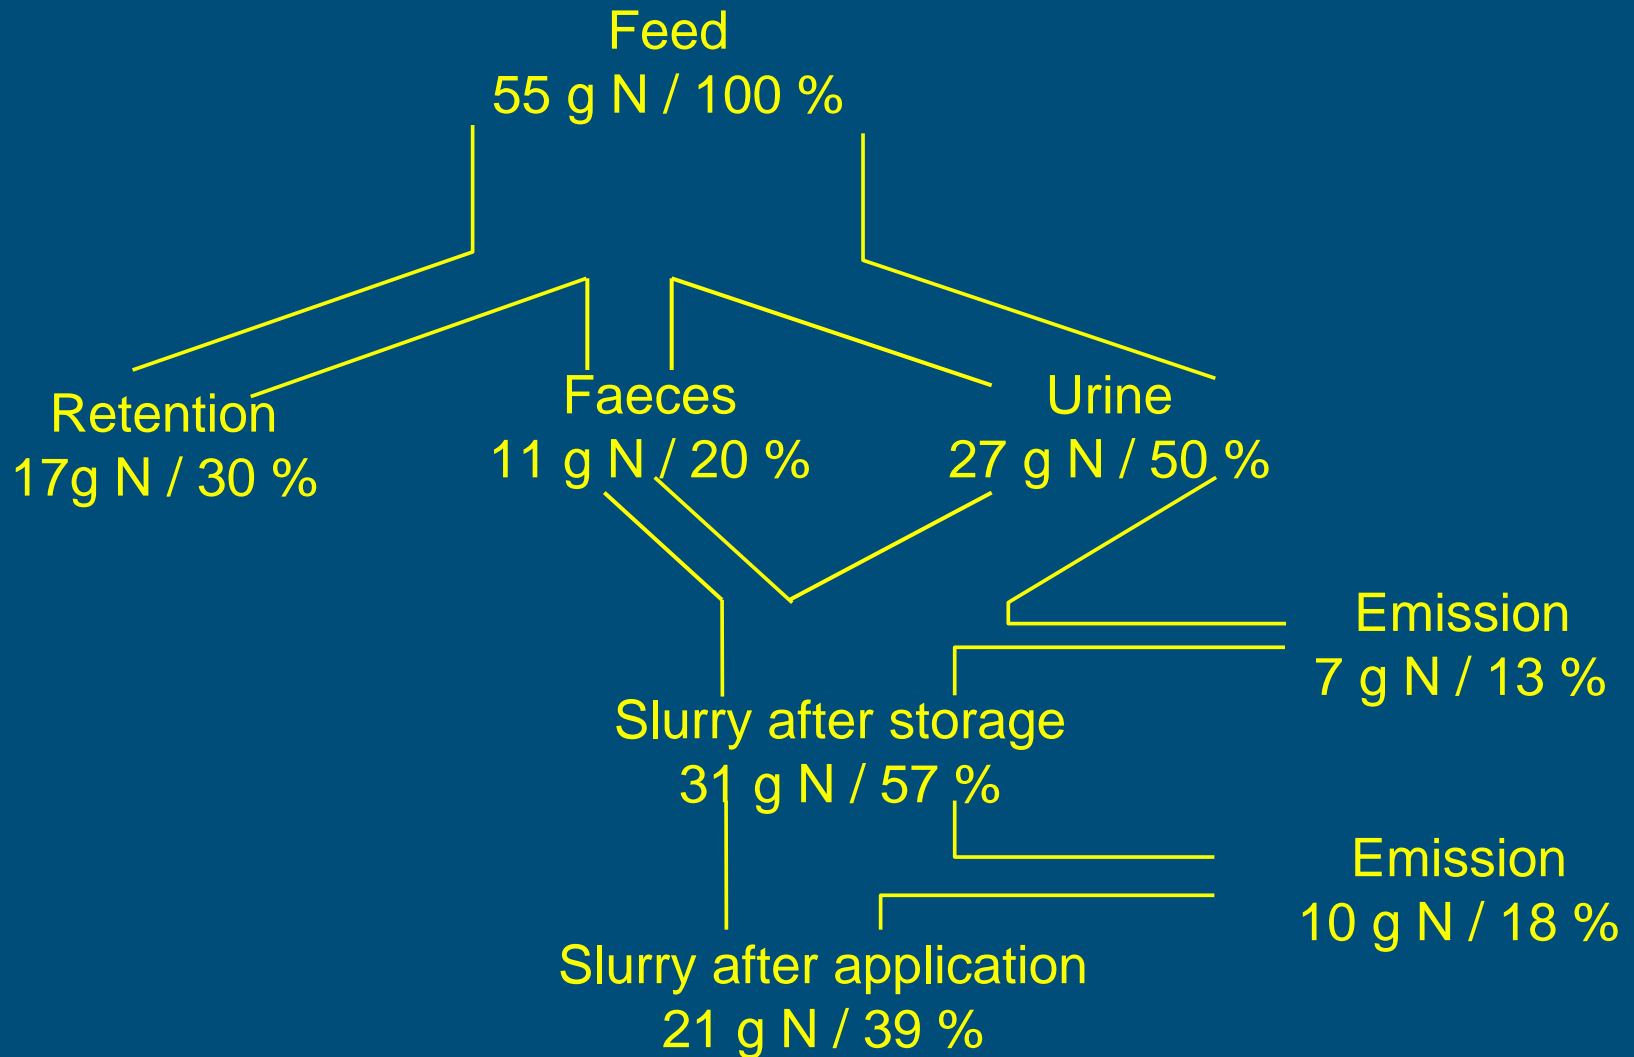 Feed
55 g N / 100 %
Retention
17g N / 30 %
Faeces
11 g N / 20 %
Urine
27 g N / 50 %
Emission
7 g N / 13 %
Slurry after storage
31 g N / 57 %
Emission
10 g N / 18 %
Slurry after application
21 g N / 39 %